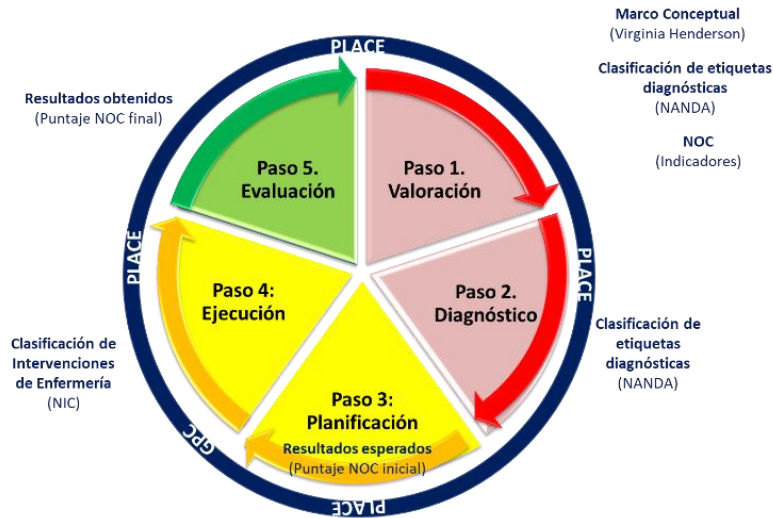 Marco Conceptual
(Virginia Henderson)
Clasificación de etiquetas
diagnósticas
(NANDA)
NOC
(Indicadores)
PLACE
Resultados obtenidos
(Puntaje NOC final)
Paso 5.
Evaluación
Paso 1.
Valoración
PLACE
PLACE
Paso 4:
Ejecución
Paso 2.
Diagnóstico
Clasificación de
Intervenciones
de Enfermería
(NIC)
Clasificación de
etiquetas
diagnósticas
(NANDA)
Paso 3:
Planificación
Resultados esperados
(Puntaje NOC inicial)
GPC
PLACE